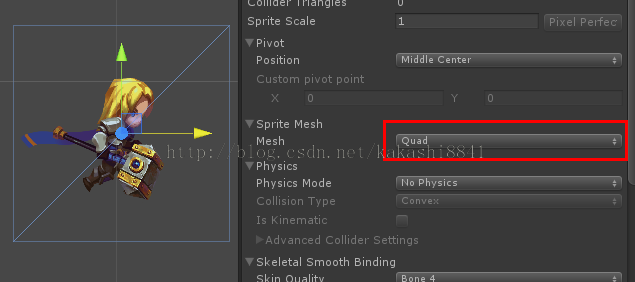 Collider Triangles 0
Sprite Scale 1 Pixel Perfec
Pivot
Position Middle Center
Custom pivot point
X 0 Y 0
Sprite Mesh
Mesh Quad
http://blog.csdn.net/kakashi8841
Physics
Physics Mode No Physics
Collision Type Convex
Is Kinematic
Advanced Collider Settings
Skeletal Smooth Binding
Skin Quality Bone 4